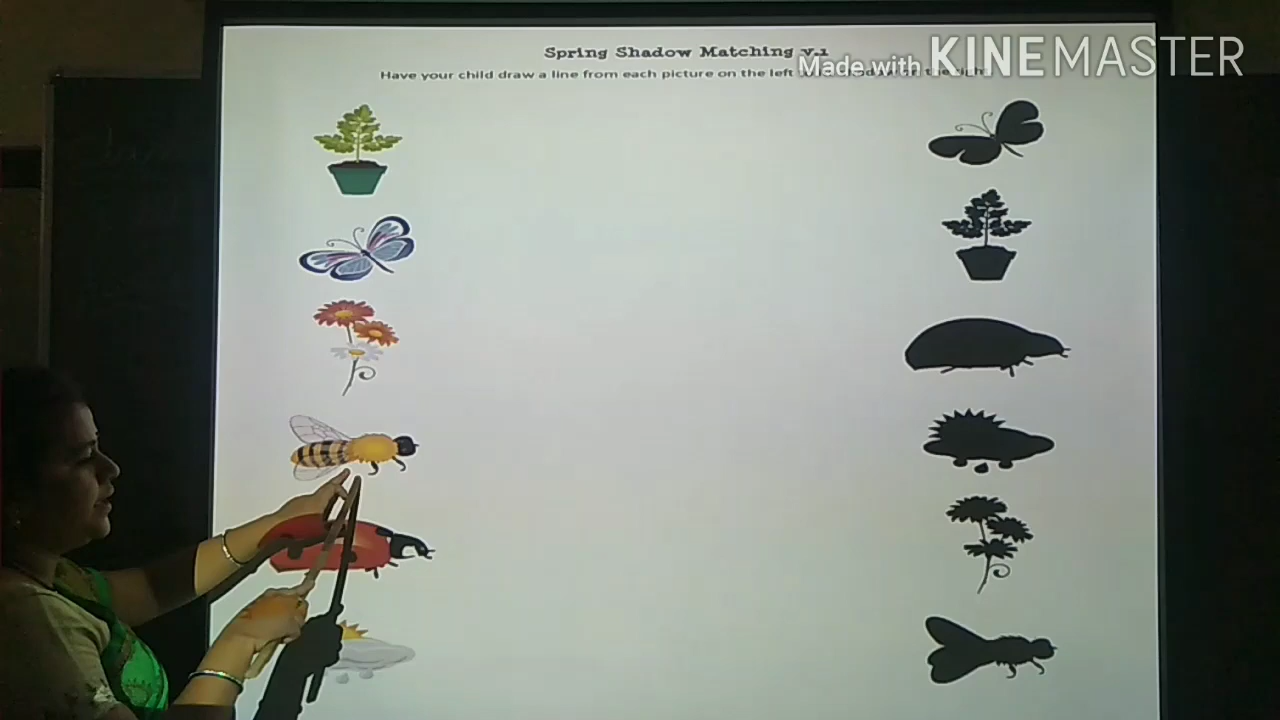 Spring Shadow Matching v.1
Made with KINEMASTER
Have your child draw a line from each picture on the left